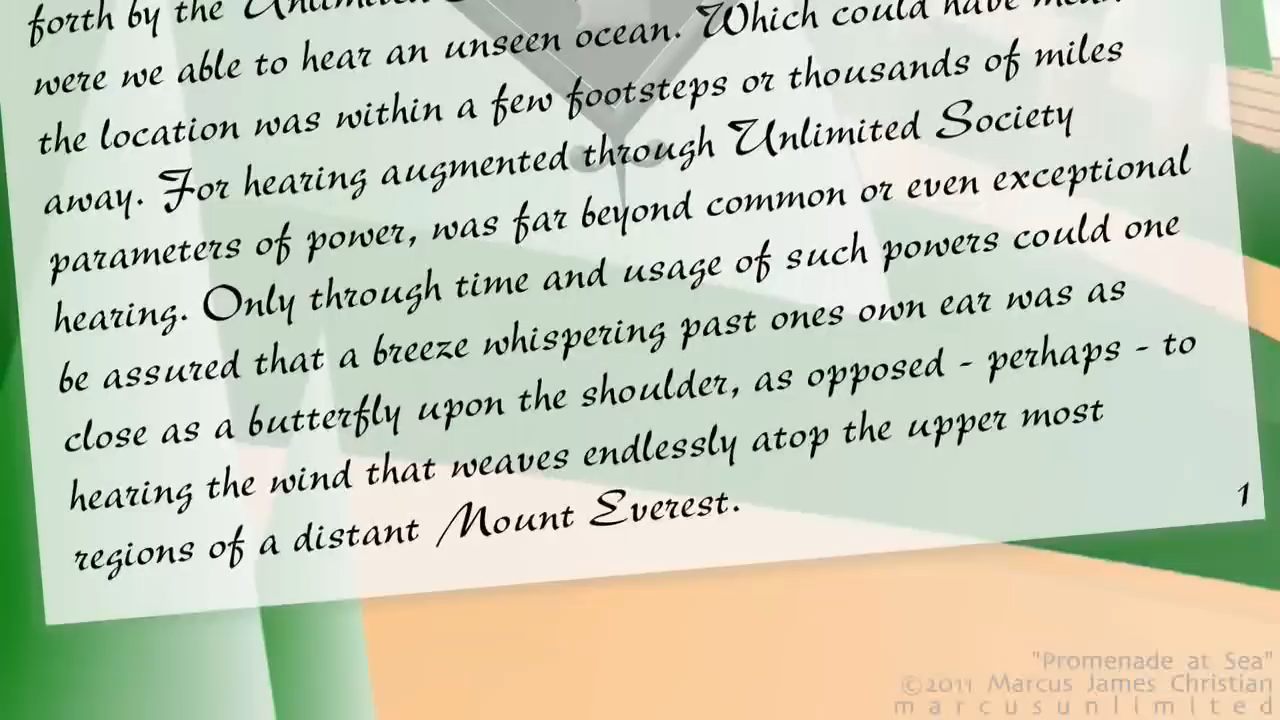 forth by the Unlimited
were we able to hear an unseen ocean. Which could have
the location was within a few footsteps or thousands of miles
away. For hearing augmented through Unlimited Society
parameters of power, was far beyond common or even exceptional
hearing. Only through time and usage of such powers could one
be assured that a breeze whispering past ones own ear was as
close as a butterfly upon the shoulder, as opposed - perhaps - to
hearing the wind that weaves endlessly atop the upper most
regions of a distant Mount Everest.
1
"Promenade at Sea"
©2011 Marcus James Christian
marcusunlimited